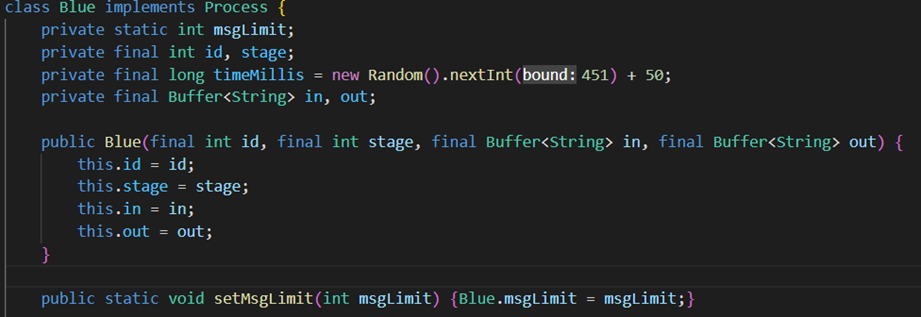 class Blue implements Process {
    private static int msgLimit;
    private final int id, stage;
    private final long timeMillis = new Random().nextInt(bound: 451) + 50;
    private final Buffer<String> in, out;
    public Blue(final int id, final int stage, final Buffer<String> in, final Buffer<String> out) {
        this.id = id;
        this.stage = stage;
        this.in = in;
        this.out = out;
    }
    public static void setMsgLimit(int msgLimit) {Blue.msgLimit = msgLimit;}